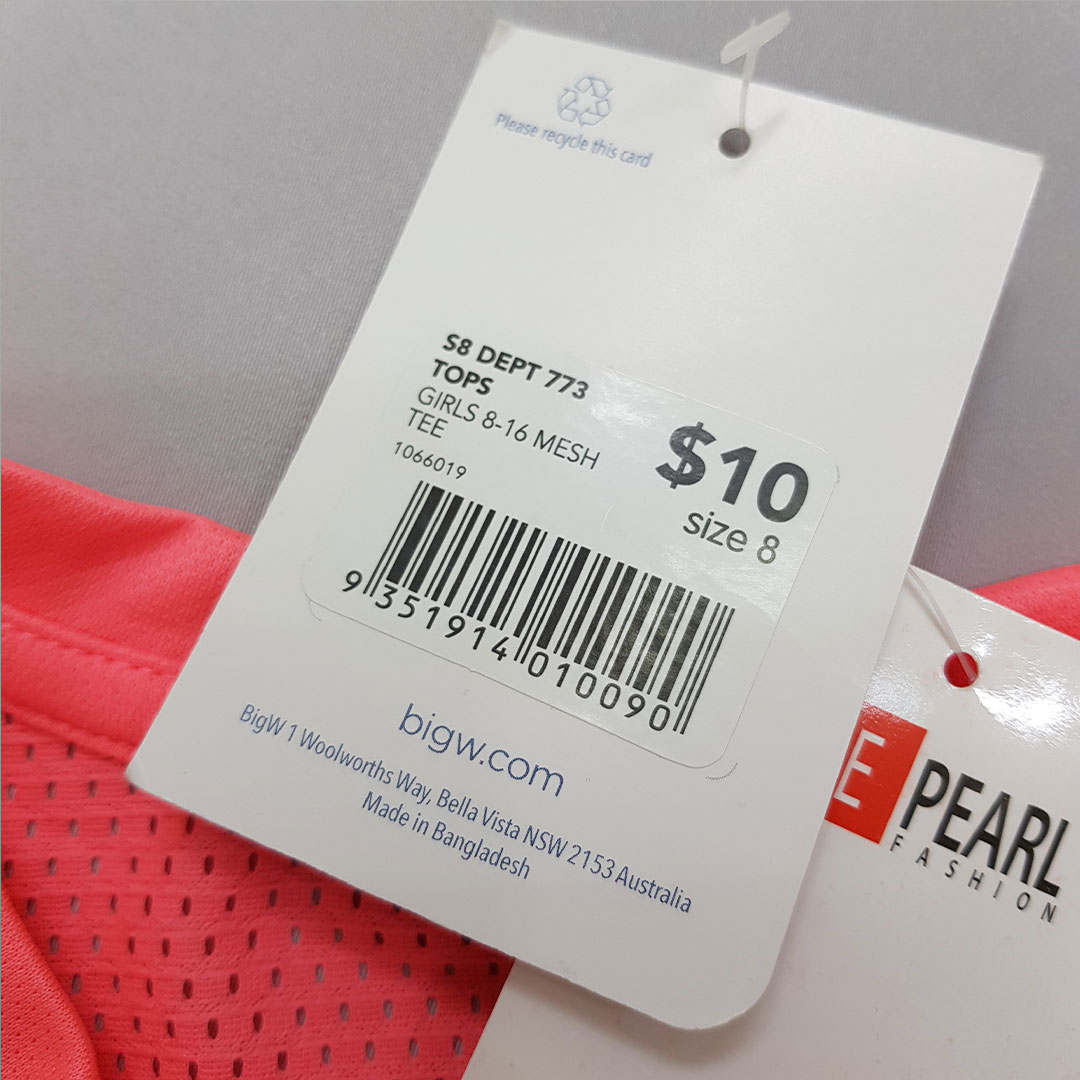 Please recycle this card
S8 DEPT 773
TOPS
GIRLS 8-16 MESH
TEE
1066019
$10
size 8
9 351914 010090
bigw.com
BigW 1 Woolworths Way, Bella Vista NSW 2153 Australia
Made in Bangladesh
E PEARL
FASHION